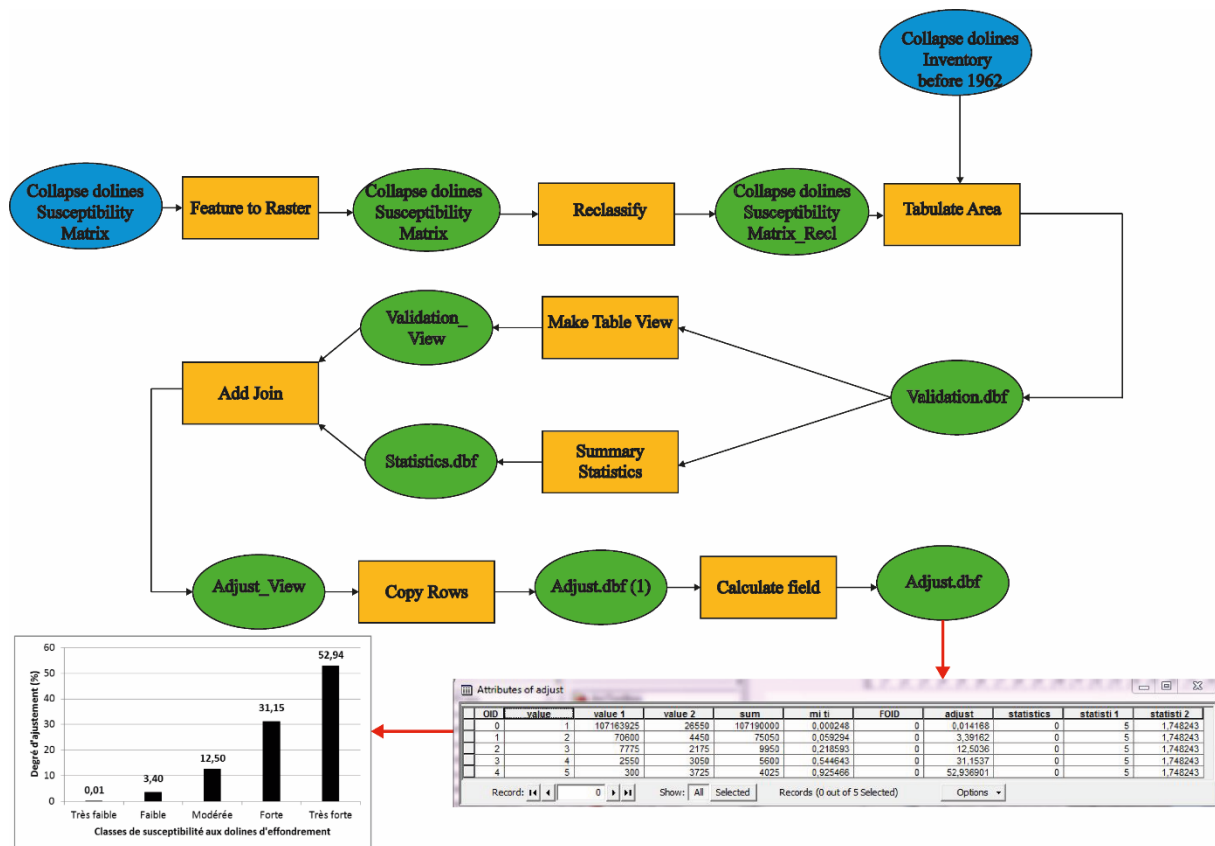 Collapse dolines
Inventory
before 1962
Collapse dolines
Susceptibility
Matrix
Feature to Raster
Collapse dolines
Susceptibility
Matrix
Reclassify
Collapse dolines
Susceptibility
Matrix_Recl
Tabulate Area
Validation_
View
Make Table View
Add Join
Validation.dbf
Statistics.dbf
Summary
Statistics
Adjust_View
Copy Rows
Adjust.dbf (1)
Calculate field
Adjust.dbf
60
50
40
30
20
10
0
Degré d'ajustement (%)
0,01
3,40
12,50
31,15
52,94
Très faible Faible Modérée Forte Très forte
Classes de susceptibilité aux dolines d'effondrement
Attributes of adjust
OID value value 1 value 2 sum mi ti FOID adjust statistics statisti 1 statisti 2
0 1 107163925 26550 107190000 0,000248 0 0,014168 0 5 1,748243
1 2 70600 4450 75050 0,059294 0 3,39162 0 5 1,748243
2 3 7775 2175 9950 0,218593 0 12,5036 0 5 1,748243
3 4 2550 3050 5600 0,544643 0 31,1537 0 5 1,748243
4 5 300 3725 4025 0,925466 0 52,936901 0 5 1,748243
Record: 0 Show: All Selected Records (0 out of 5 Selected) Options